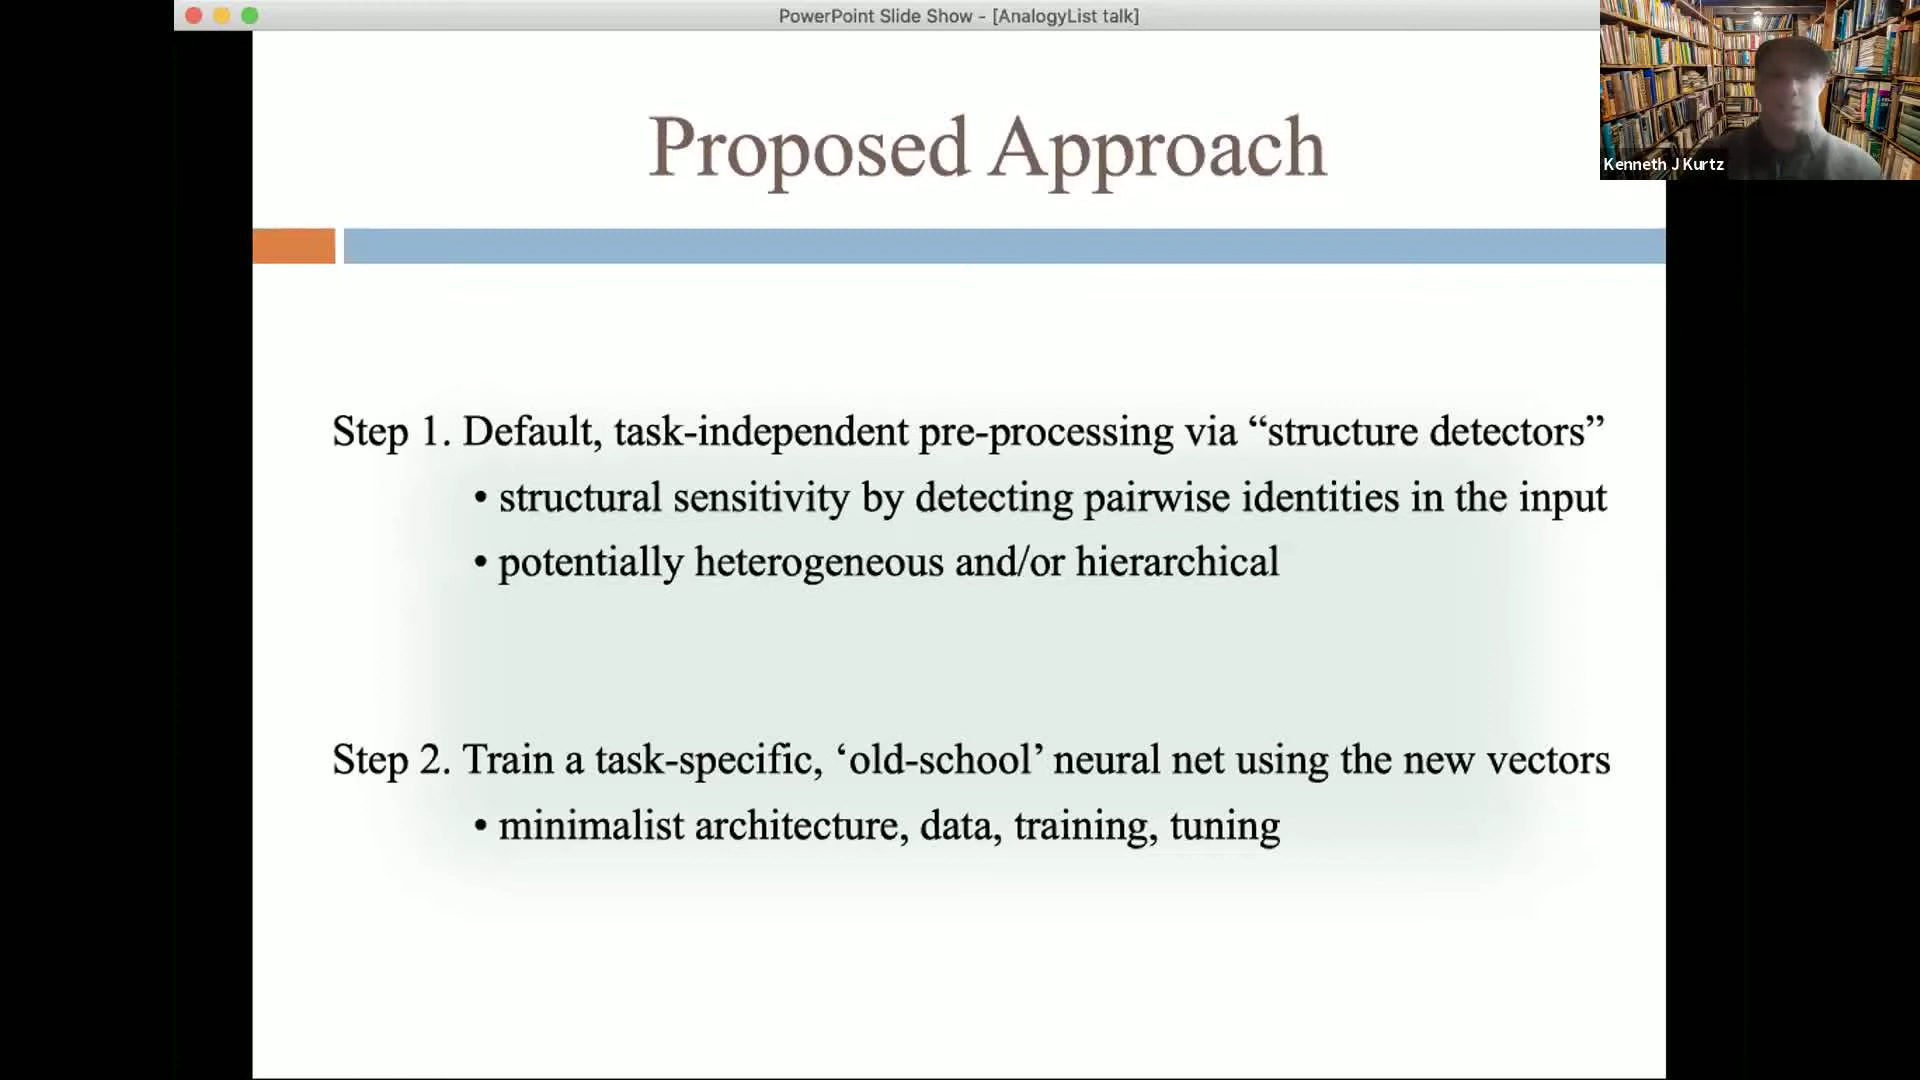 PowerPoint Slide Show - [AnalogyList talk]
Kenneth J Kurtz
Proposed Approach
Step 1. Default, task-independent pre-processing via “structure detectors”
• structural sensitivity by detecting pairwise identities in the input
• potentially heterogeneous and/or hierarchical
Step 2. Train a task-specific, ‘old-school’ neural net using the new vectors
• minimalist architecture, data, training, tuning